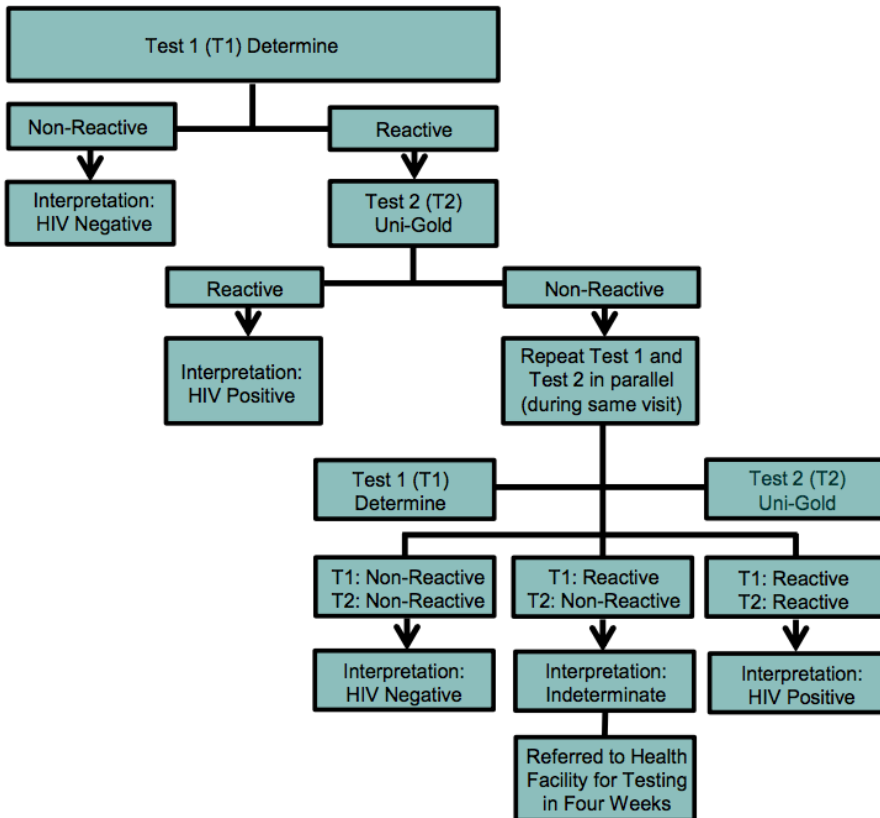 Test 1 (T1) Determine
Non-Reactive
Reactive
Interpretation:
HIV Negative
Test 2 (T2)
Uni-Gold
Reactive
Non-Reactive
Interpretation:
HIV Positive
Repeat Test 1 and
Test 2 in parallel
(during same visit)
Test 1 (T1)
Determine
Test 2 (T2)
Uni-Gold
T1: Non-Reactive
T2: Non-Reactive
T1: Reactive
T2: Non-Reactive
T1: Reactive
T2: Reactive
Interpretation:
HIV Negative
Interpretation:
Indeterminate
Interpretation:
HIV Positive
Referred to Health
Facility for Testing
in Four Weeks